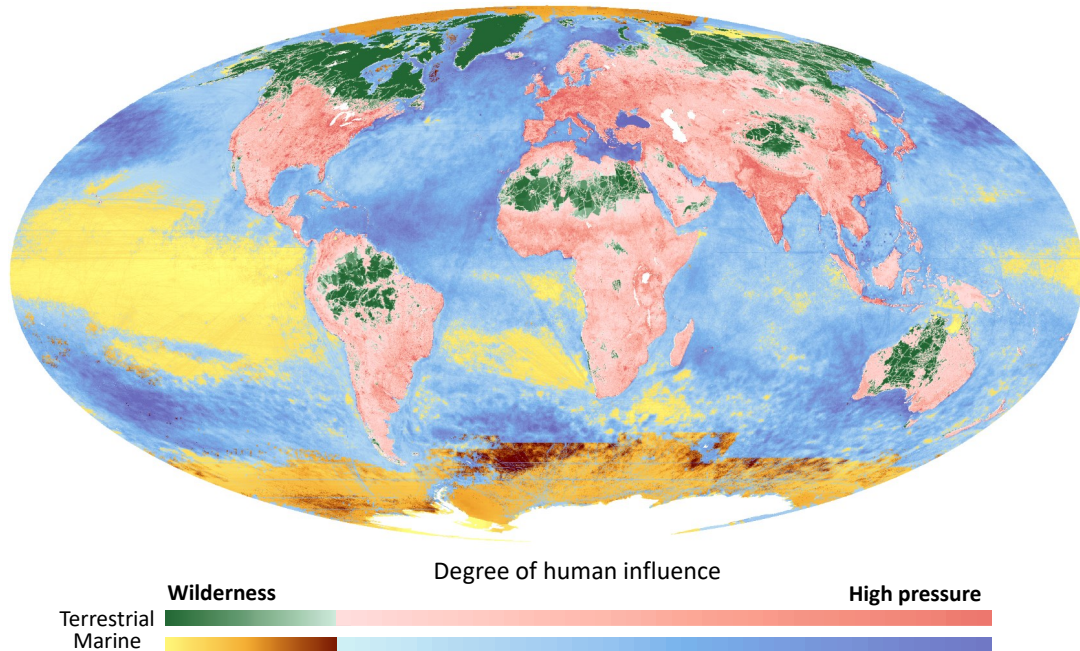 Degree of human influence
Wilderness High pressure
Terrestrial
Marine